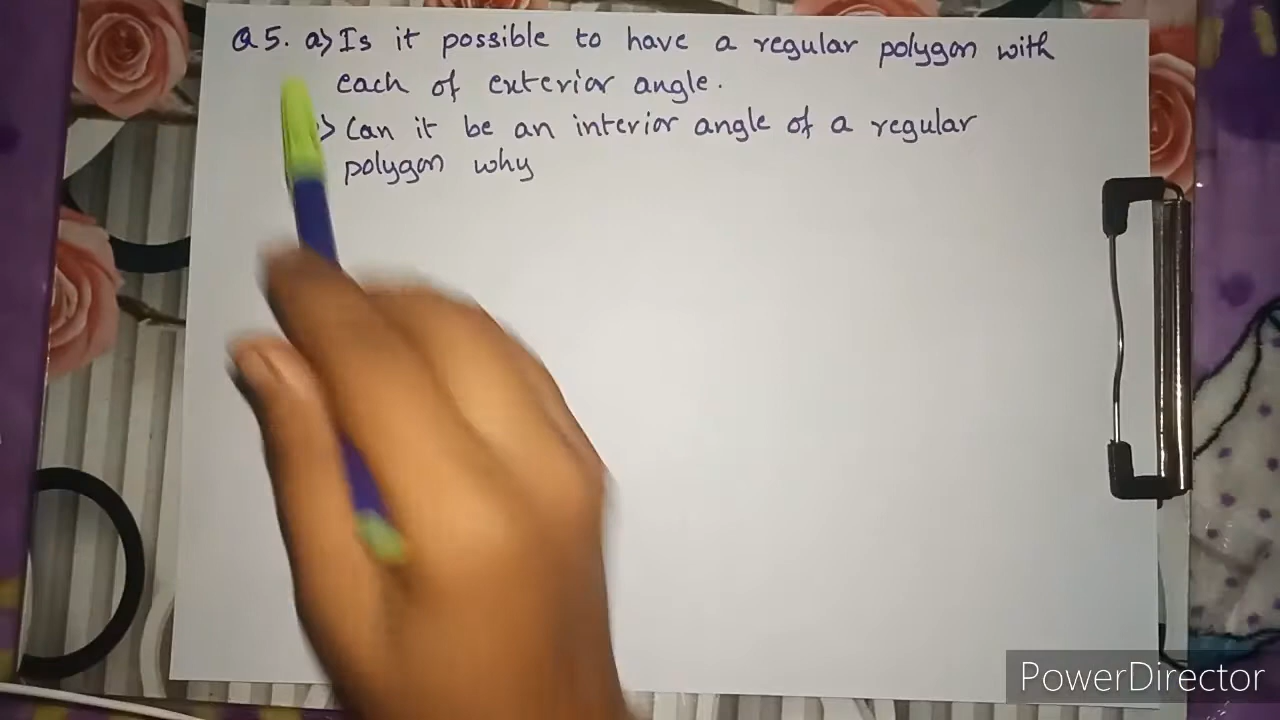 Q5. a> Is it possible to have a regular polygon with
each of exterior angle.
> Can it be an interior angle of a regular
polygon why
PowerDirector